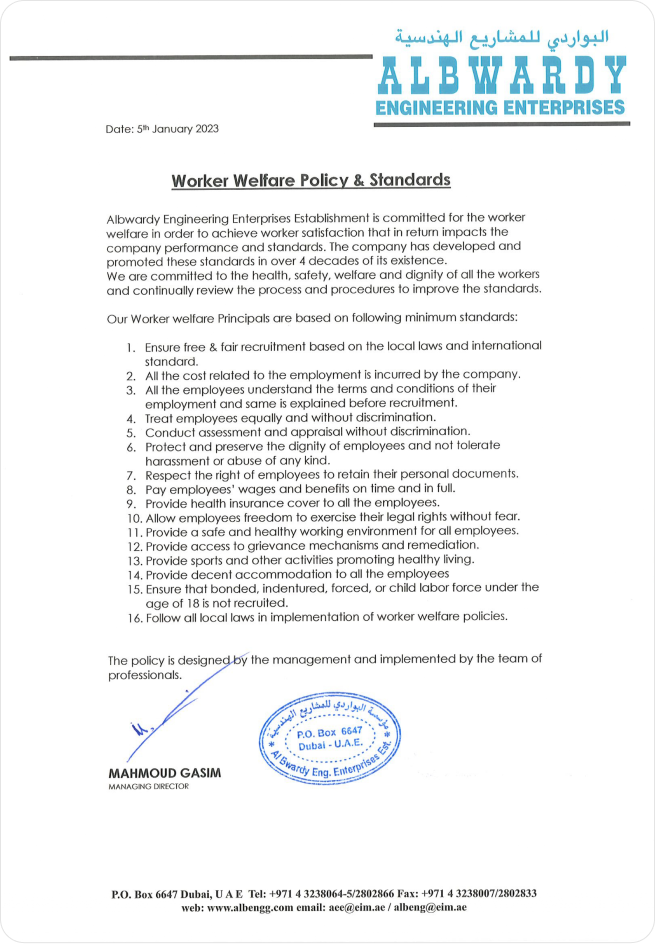 البواردي للمشاريع الهندسية
ALBWARDY
ENGINEERING ENTERPRISES
Date: 5th January 2023
Worker Welfare Policy & Standards
Albwardy Engineering Enterprises Establishment is committed for the worker
welfare in order to achieve worker satisfaction that in return impacts the
company performance and standards. The company has developed and
promoted these standards in over 4 decades of its existence.
We are committed to the health, safety, welfare and dignity of all the workers
and continually review the process and procedures to improve the standards.
Our Worker welfare Principals are based on following minimum standards:
1. Ensure free & fair recruitment based on the local laws and international
standard.
2. All the cost related to the employment is incurred by the company.
3. All the employees understand the terms and conditions of their
employment and same is explained before recruitment.
4. Treat employees equally and without discrimination.
5. Conduct assessment and appraisal without discrimination.
6. Protect and preserve the dignity of employees and not tolerate
harassment or abuse of any kind.
7. Respect the right of employees to retain their personal documents.
8. Pay employees' wages and benefits on time and in full.
9. Provide health insurance cover to all the employees.
10. Allow employees freedom to exercise their legal rights without fear.
11. Provide a safe and healthy working environment for all employees.
12. Provide access to grievance mechanisms and remediation.
13. Provide sports and other activities promoting healthy living.
14. Provide decent accommodation to all the employees
15. Ensure that bonded, indentured, forced, or child labor force under the
age of 18 is not recruited.
16. Follow all local laws in implementation of worker welfare policies.
The policy is designed by the management and implemented by the team of
professionals.
مؤسسة البواردي للمشاريع الهندسية
P.O. Box 6647
Dubai - U.A.E.
* Al Bwardy Eng. Enterprises Est. *
MAHMOUD GASIM
MANAGING DIRECTOR
P.O. Box 6647 Dubai, U A E Tel: +971 4 3238064-5/2802866 Fax: +971 4 3238007/2802833
web: www.albengg.com email: aee@eim.ae / albeng@eim.ae